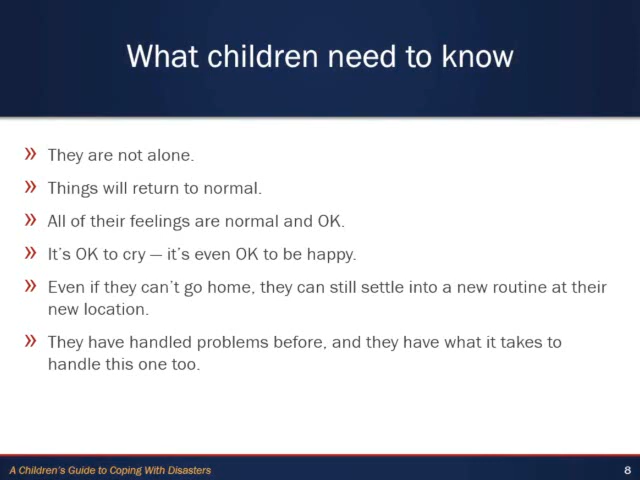 What children need to know
» They are not alone.
» Things will return to normal.
» All of their feelings are normal and OK.
» It's OK to cry — it's even OK to be happy.
» Even if they can't go home, they can still settle into a new routine at their
new location.
» They have handled problems before, and they have what it takes to
handle this one too.
A Children's Guide to Coping With Disasters
8